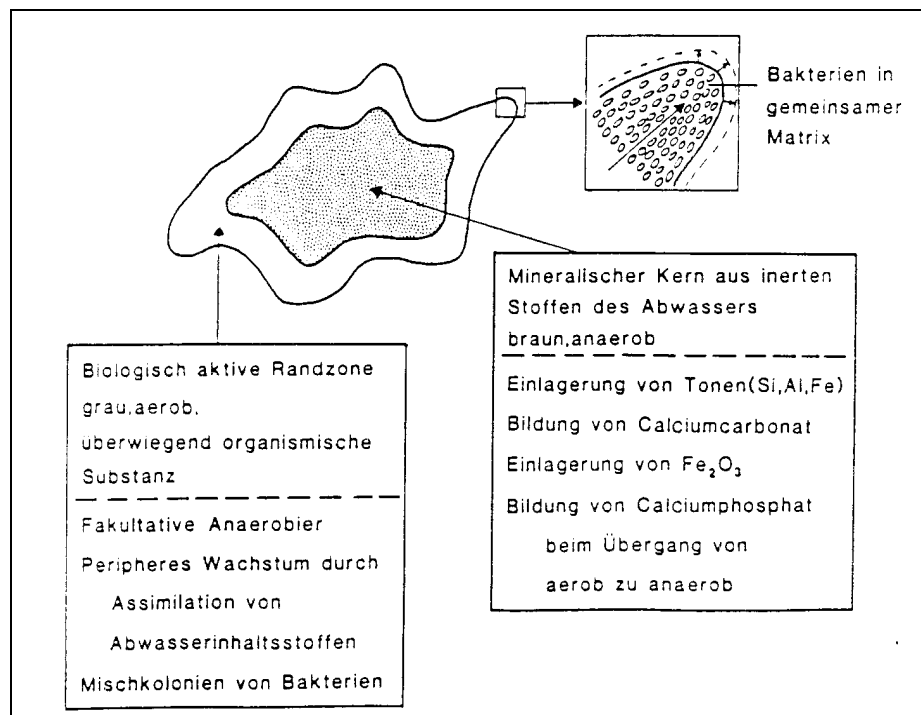 Bakterien in
gemeinsamer
Matrix
Mineralischer Kern aus inerten
Stoffen des Abwassers
braun,anaerob
Einlagerung von Tonen(Si,Al,Fe)
Bildung von Calciumcarbonat
Einlagerung von Fe₂O₃
Bildung von Calciumphosphat
beim Übergang von
aerob zu anaerob
Biologisch aktive Randzone
grau,aerob,
überwiegend organismische
Substanz
Fakultative Anaerobier
Peripheres Wachstum durch
Assimilation von
Abwasserinhaltsstoffen
Mischkolonien von Bakterien